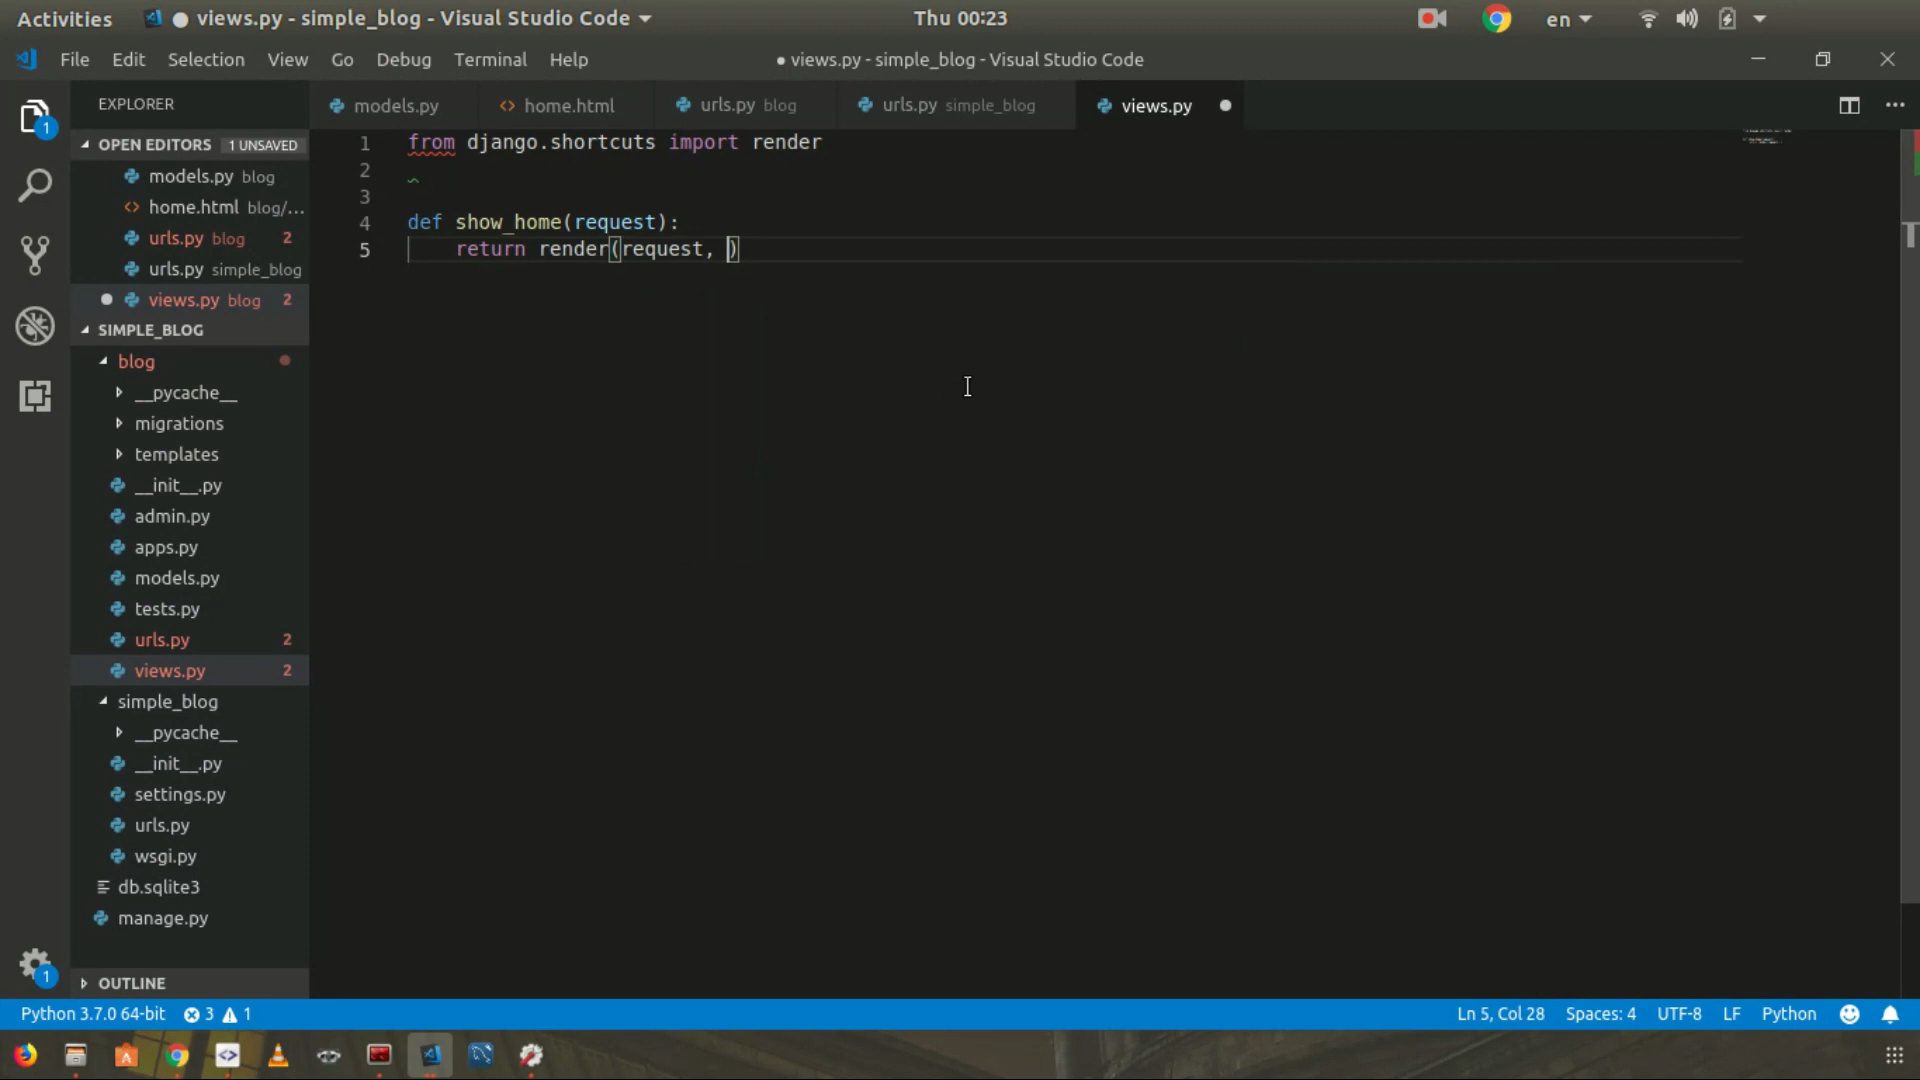 Activities
views.py - simple_blog - Visual Studio Code
Thu 00:23
en
File Edit Selection View Go Debug Terminal Help
● views.py - simple_blog - Visual Studio Code
EXPLORER
models.py
home.html
urls.py blog
urls.py simple_blog
views.py
OPEN EDITORS 1 UNSAVED
models.py blog
home.html blog/...
urls.py blog 2
urls.py simple_blog
views.py blog 2
SIMPLE_BLOG
blog
__pycache__
migrations
templates
__init__.py
admin.py
apps.py
models.py
tests.py
urls.py 2
views.py 2
simple_blog
__pycache__
__init__.py
settings.py
urls.py
wsgi.py
db.sqlite3
manage.py
OUTLINE
1
1
1 from django.shortcuts import render
2
3
4 def show_home(request):
5 return render(request, )
Python 3.7.0 64-bit 3 1
Ln 5, Col 28 Spaces: 4 UTF-8 LF Python